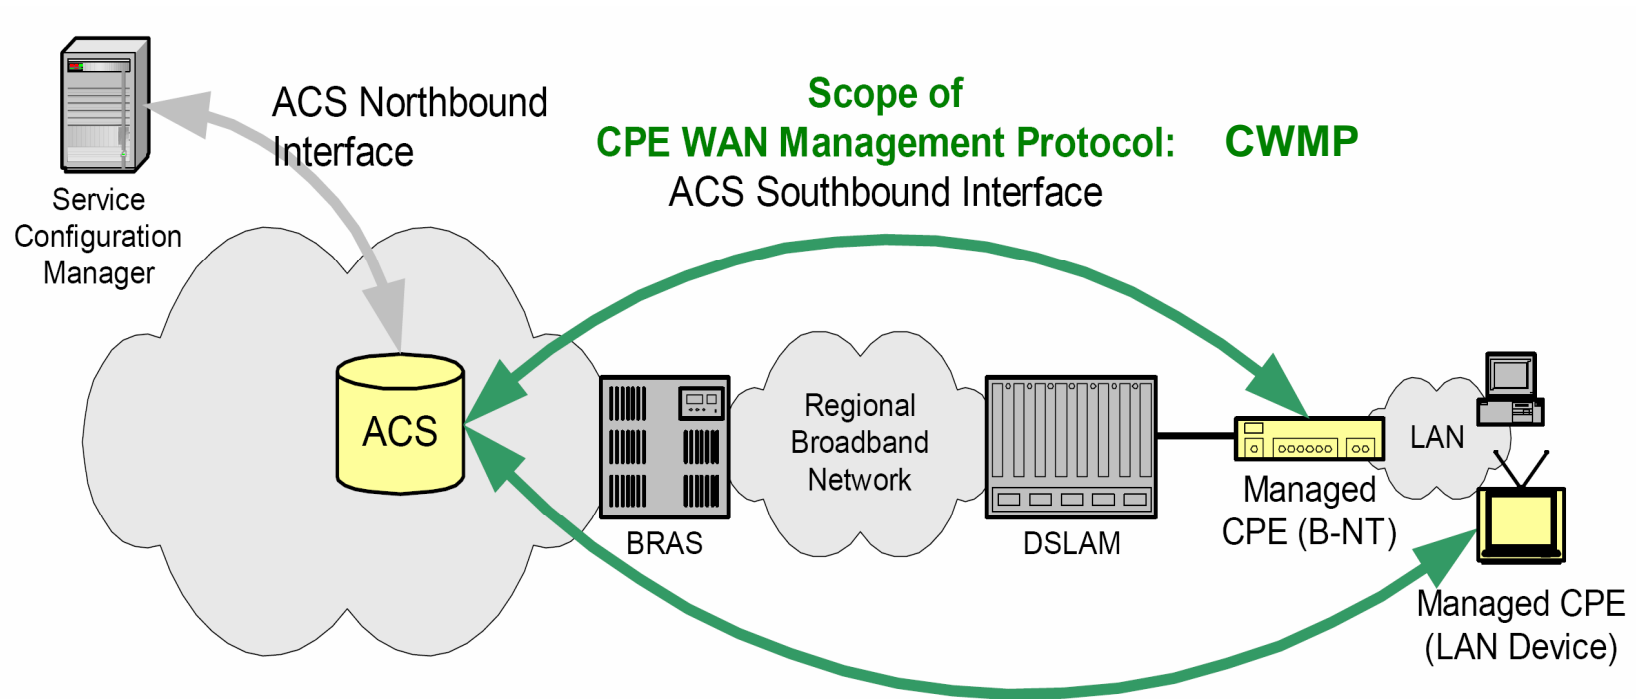 ACS Northbound
Interface
Scope of
CPE WAN Management Protocol: CWMP
ACS Southbound Interface
Service
Configuration
Manager
ACS
BRAS
Regional
Broadband
Network
DSLAM
Managed
CPE (B-NT)
LAN
Managed CPE
(LAN Device)